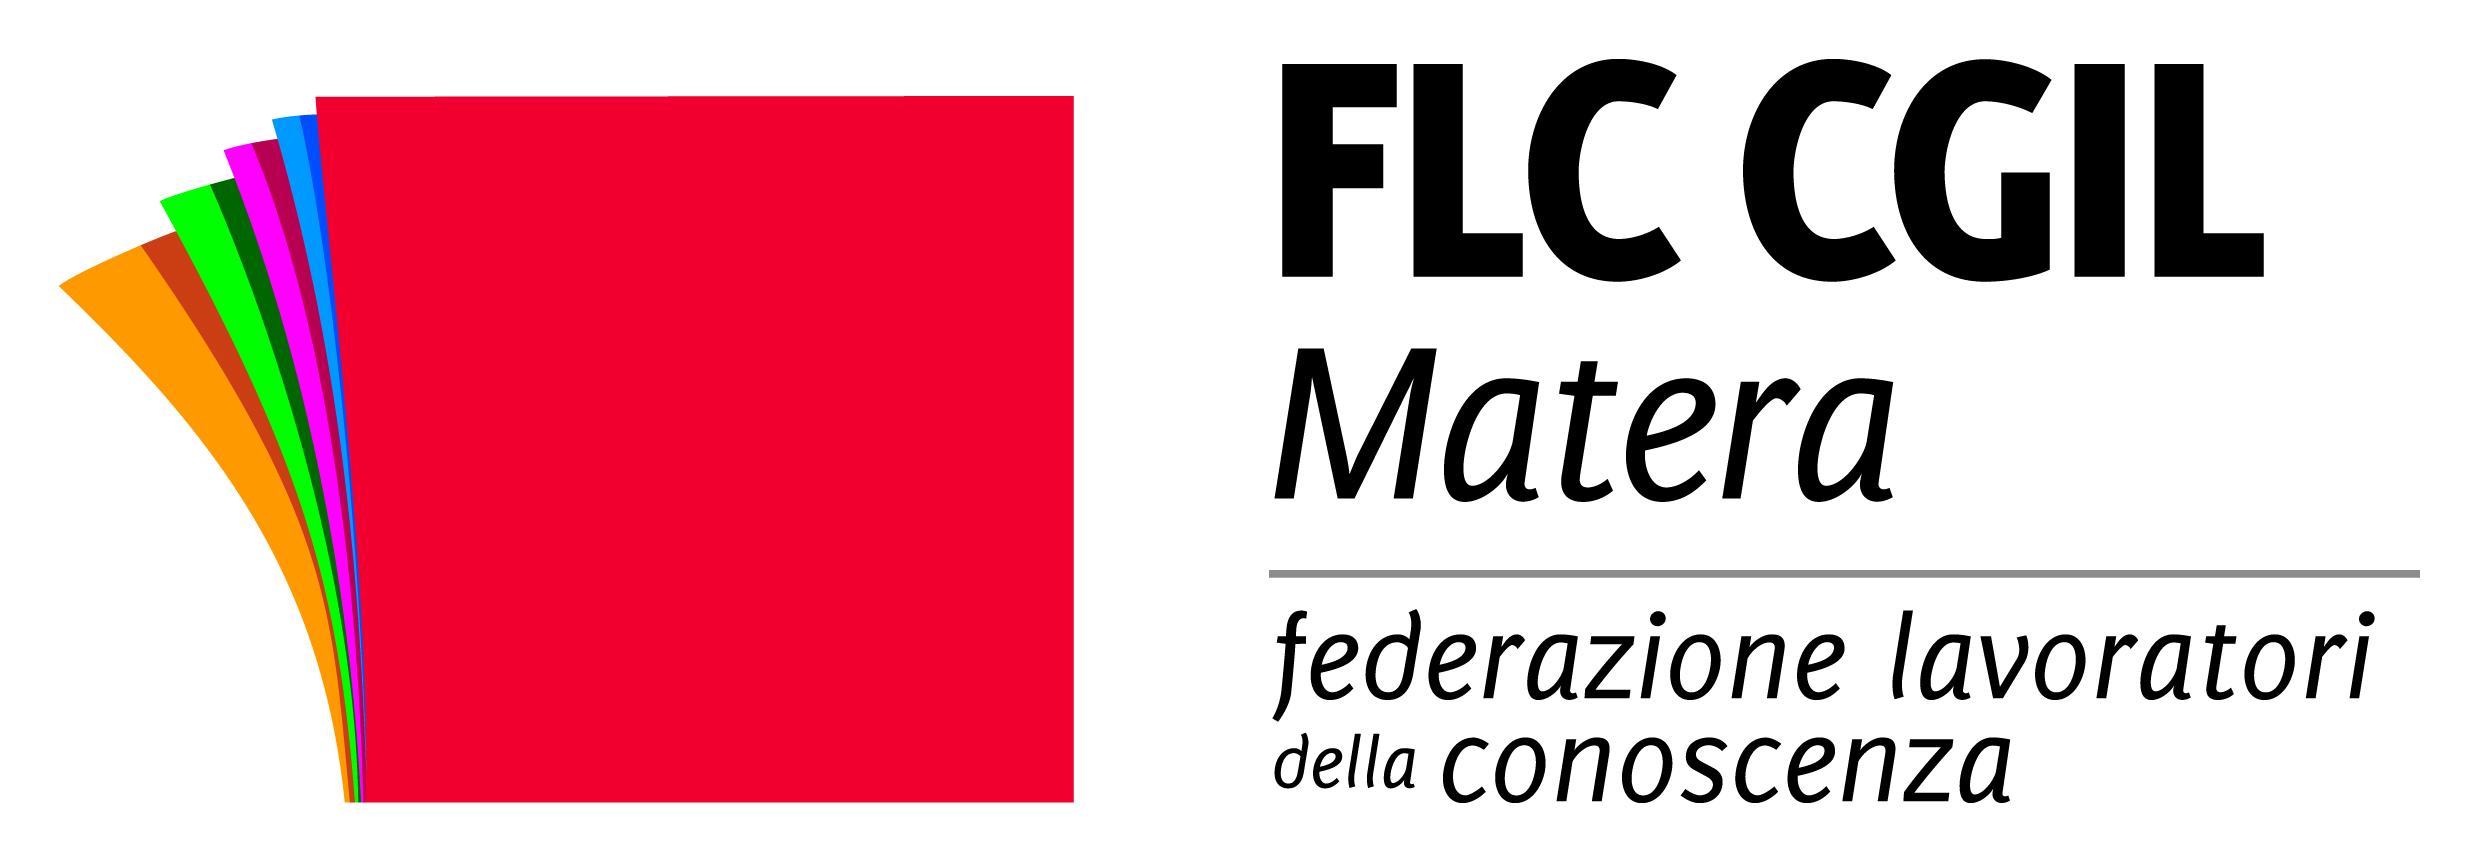 FLC CGIL
Matera
federazione lavoratori
della conoscenza